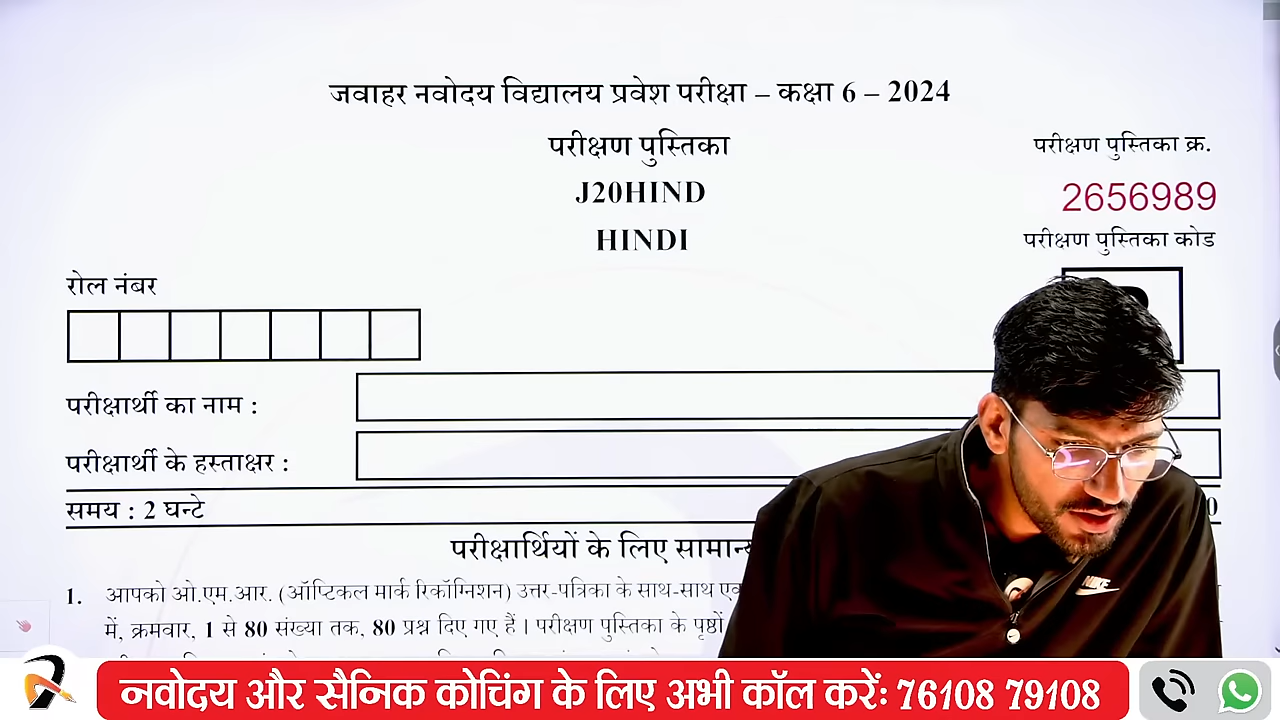 जवाहर नवोदय विद्यालय प्रवेश परीक्षा – कक्षा 6 – 2024
परीक्षण पुस्तिका
परीक्षण पुस्तिका क्र.
J20HIND
2656989
HINDI
परीक्षण पुस्तिका कोड
रोल नंबर
परीक्षार्थी का नाम :
परीक्षार्थी के हस्ताक्षर :
समय : 2 घन्टे
0
परीक्षार्थियों के लिए
1. आपको ओ.एम.आर. (ऑप्टिकल मार्क रिकॉग्निशन) उत्तर-पत्रिका के साथ-साथ
में, क्रमवार, 1 से 80 संख्या तक, 80 प्रश्न दिए गए हैं । परीक्षण पुस्तिका के पृष्ठों
NIKE
नवोदय और सैनिक कोचिंग के लिए अभी कॉल करें: 76108 79108